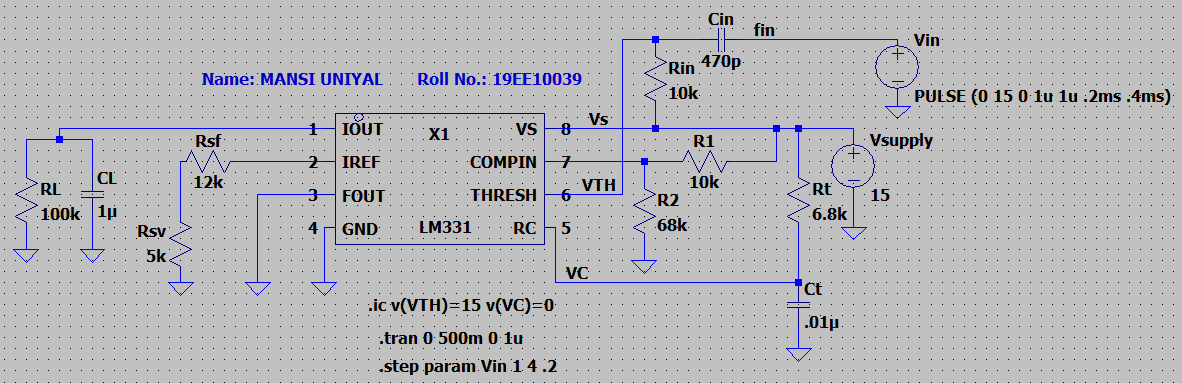 Cin
fin
Vin
470p
Rin
10k
Name: MANSI UNIYAL Roll No.: 19EE10039
PULSE (0 15 0 1u 1u .2ms .4ms)
1 IOUT X1 VS 8 Vs
Rsf
R1
Vsupply
2 IREF COMPIN 7
12k
10k
RL
CL
100k
1µ
3 FOUT THRESH 6 VTH
R2
68k
Rt
6.8k
15
Rsv
5k
4 GND LM331 RC 5
VC
Ct
.01µ
.ic v(VTH)=15 v(VC)=0
.tran 0 500m 0 1u
.step param Vin 1 4 .2